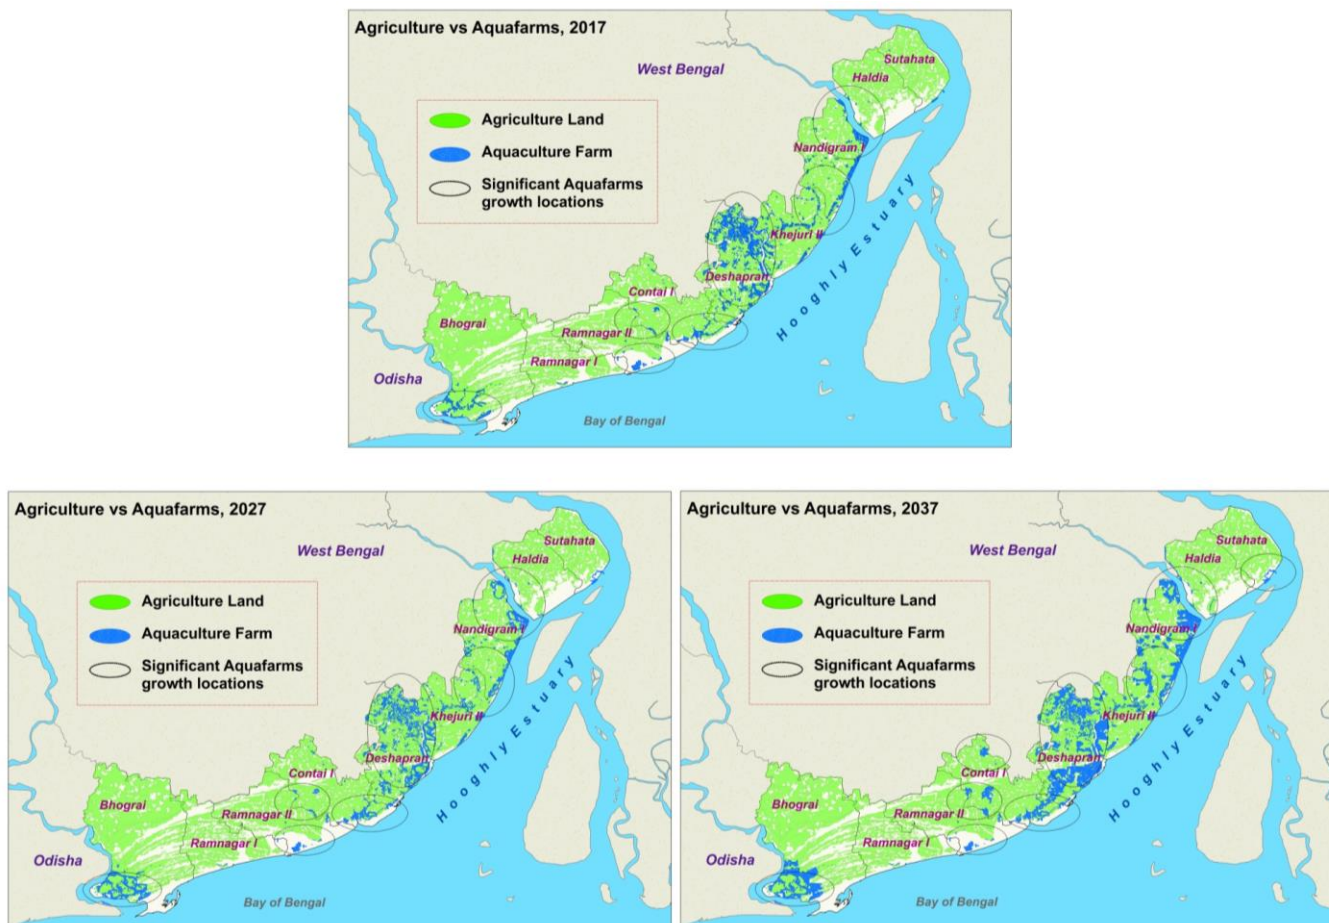 Agriculture vs Aquafarms, 2017
West Bengal
Sutahata
Haldia
Agriculture Land
Aquaculture Farm
Significant Aquafarms
growth locations
Nandigram I
Khejuri II
Deshapran
Contai I
Bhograi
Ramnagar II
Ramnagar I
Odisha
Hooghly Estuary
Bay of Bengal
Agriculture vs Aquafarms, 2027
West Bengal
Sutahata
Haldia
Agriculture Land
Aquaculture Farm
Significant Aquafarms
growth locations
Nandigram I
Khejuri II
Deshapran
Contai I
Bhograi
Ramnagar II
Ramnagar I
Odisha
Hooghly Estuary
Bay of Bengal
Agriculture vs Aquafarms, 2037
West Bengal
Sutahata
Haldia
Agriculture Land
Aquaculture Farm
Significant Aquafarms
growth locations
Nandigram I
Khejuri II
Deshapran
Contai I
Bhograi
Ramnagar II
Ramnagar I
Odisha
Hooghly Estuary
Bay of Bengal